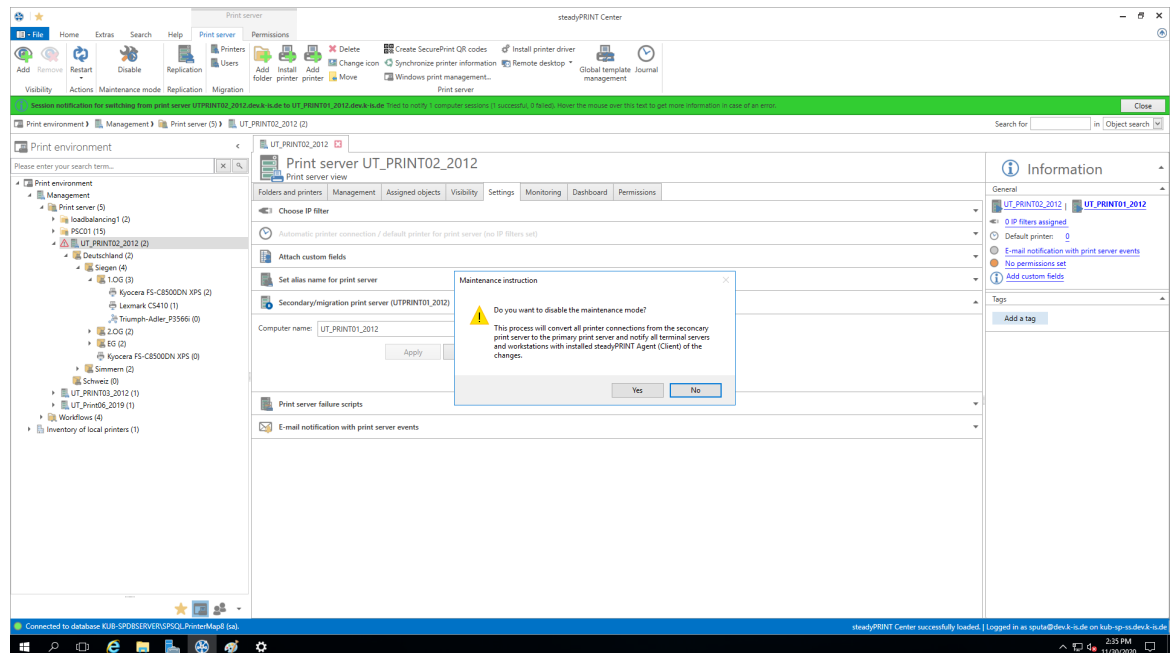 Print server
steadyPRINT Center
File Home Extras Search Help Print server Permissions
Add Remove Restart Disable Replication Printers Users
Add folder Install printer Add printer
Delete Create SecurePrint QR codes Install printer driver
Change icon Synchronize printer information Remote desktop
Move Windows print management...
Global template management Journal
Visibility Actions Maintenance mode Replication Migration Print server
Session notification for switching from print server UTPRINT02_2012.dev.k-is.de to UT_PRINT01_2012.dev.k-is.de Tried to notify 1 computer sessions (1 successful, 0 failed). Hover the mouse over this text to get more information in case of an error.
Close
Print environment Management Print server (5) UT_PRINT02_2012 (2)
Search for in Object search
Print environment
Please enter your search term...
Print environment
Management
Print server (5)
loadbalancing1 (2)
PSC01 (15)
UT_PRINT02_2012 (2)
Deutschland (2)
Siegen (4)
1.OG (3)
Kyocera FS-C8500DN XPS (2)
Lexmark CS410 (1)
Triumph-Adler_P3566i (0)
2.OG (2)
EG (2)
Kyocera FS-C8500DN XPS (0)
Simmern (2)
Schweiz (0)
UT_PRINT03_2012 (1)
UT_Print06_2019 (1)
Workflows (4)
Inventory of local printers (1)
UT_PRINT02_2012
Print server UT_PRINT02_2012
Print server view
Folders and printers Management Assigned objects Visibility Settings Monitoring Dashboard Permissions
Choose IP filter
Automatic printer connection / default printer for print server (no IP filters set)
Attach custom fields
Set alias name for print server
Secondary/migration print server (UTPRINT01_2012)
Computer name: UT_PRINT01_2012
Apply
Print server failure scripts
E-mail notification with print server events
Maintenance instruction
Do you want to disable the maintenance mode?
This process will convert all printer connections from the seconcary
print server to the primary print server and notify all terminal servers
and workstations with installed steadyPRINT Agent (Client) of the
changes.
Yes No
Information
General
UT_PRINT02_2012 | UT_PRINT01_2012
0 IP filters assigned
Default printer: 0
E-mail notification with print server events
No permissions set
Add custom fields
Tags
Add a tag
Connected to database KUB-SPDBSERVER\SPSQL.PrinterMap8 (sa).
steadyPRINT Center successfully loaded. | Logged in as sputa@dev.k-is.de on kub-sp-ss.dev.k-is.de
2:35 PM
11/30/2020